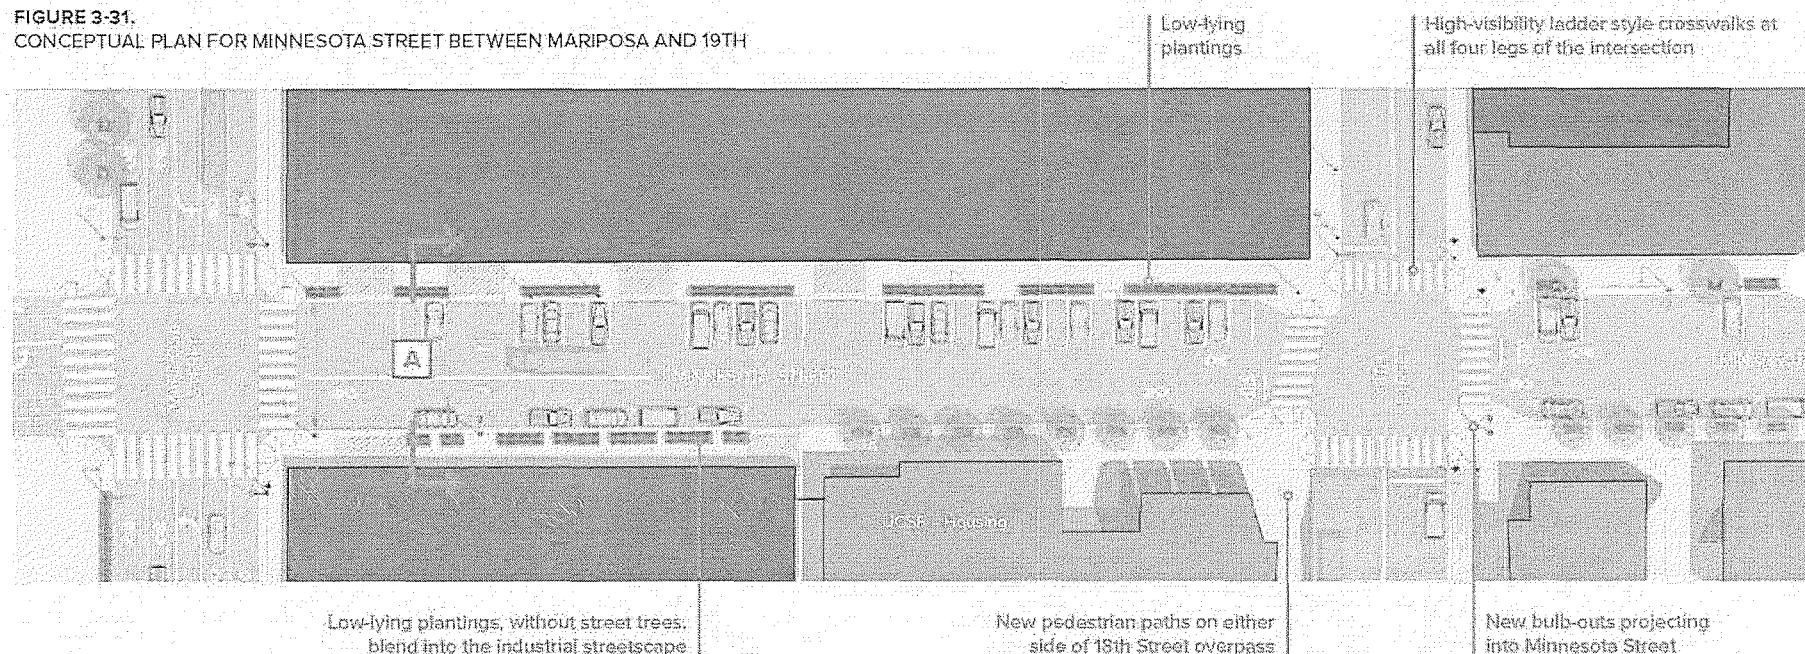 FIGURE 3-31.
CONCEPTUAL PLAN FOR MINNESOTA STREET BETWEEN MARIPOSA AND 19TH
Low-lying
plantings
High-visibility ladder style crosswalks at
all four legs of the intersection
A
MINNESOTA STREET
UCSF Housing
Low-lying plantings, without street trees,
blend into the industrial streetscape
New pedestrian paths on either
side of 18th Street overpass
New bulb-outs projecting
into Minnesota Street